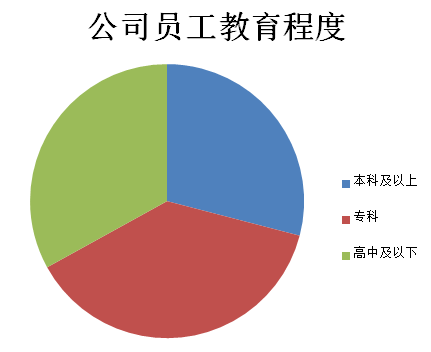 公司员工教育程度
本科及以上
专科
高中及以下